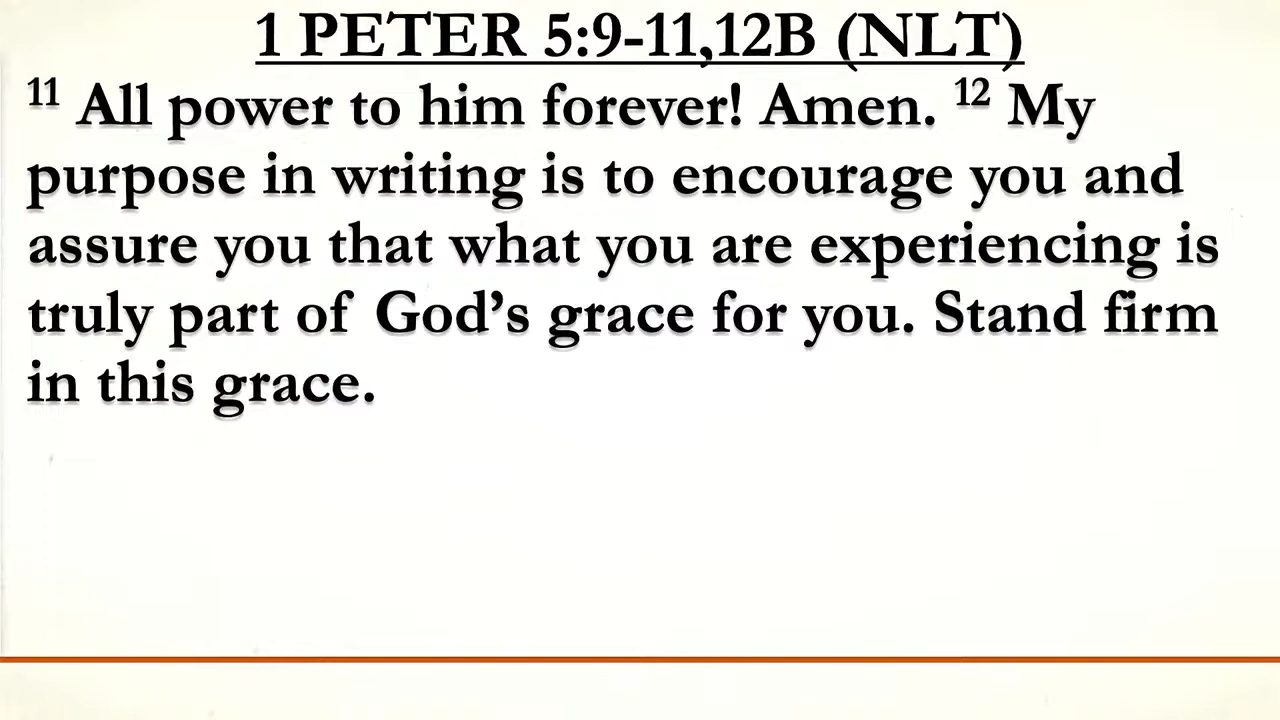 1 PETER 5:9-11,12B (NLT)
11 All power to him forever! Amen. 12 My
purpose in writing is to encourage you and
assure you that what you are experiencing is
truly part of God’s grace for you. Stand firm
in this grace.